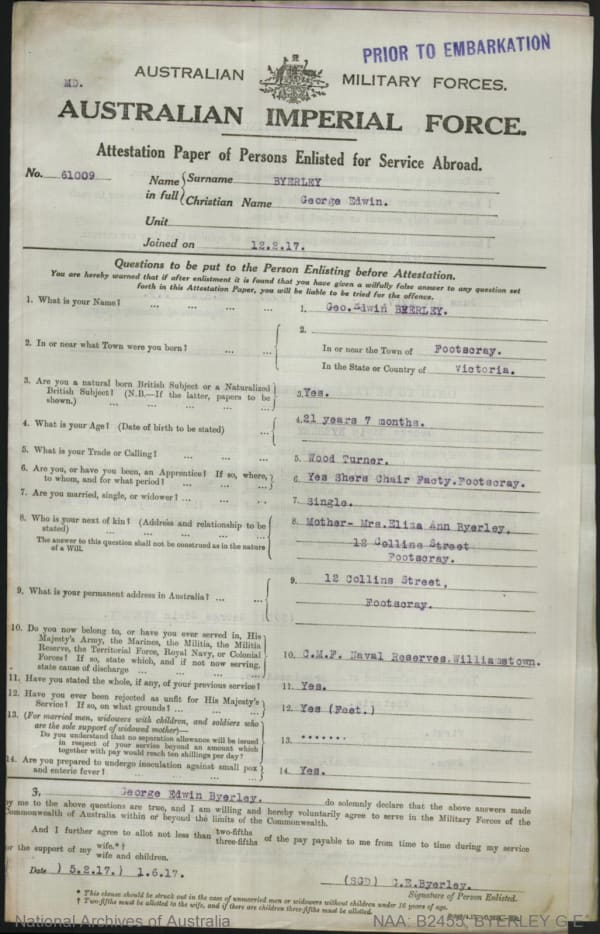 PRIOR TO EMBARKATION
AUSTRALIAN MILITARY FORCES.
MD.
AUSTRALIAN IMPERIAL FORCE.
Attestation Paper of Persons Enlisted for Service Abroad.
No. 61009
Name in full { Surname BYERLEY
Christian Name George Edwin.
Unit
Joined on 12.2.17.
Questions to be put to the Person Enlisting before Attestation.
You are hereby warned that if after enlistment it is found that you have given a wilfully false answer to any question set
forth in this Attestation Paper, you will be liable to be tried for the offence.
1. What is your Name? ... ... ... ... 1. Geo.Edwin BYERLEY.
2. In or near what Town were you born? ... ... 2.
In or near the Town of Footscray.
In the State or Country of Victoria.
3. Are you a natural born British Subject or a Naturalized
British Subject? (N.B.—If the latter, papers to be
shown.) ... ... ... ... 3. Yes.
4. What is your Age? (Date of birth to be stated) ... 4. 21 years 7 months.
5. What is your Trade or Calling? ... ... ... 5. Wood Turner.
6. Are you, or have you been, an Apprentice? If so, where,
to whom, and for what period? ... ... ... 6. Yes Shers Chair Facty.Footscray.
7. Are you married, single, or widower? ... ... ... 7. Single.
8. Who is your next of kin? (Address and relationship to be
stated) ... ... ... ...
The answer to this question shall not be construed as in the nature
of a Will.
8. Mother- Mrs.Eliza Ann Byerley,
12 Collins Street
Footscray.
9. What is your permanent address in Australia? ... ...
9. 12 Collins Street,
Footscray.
10. Do you now belong to, or have you ever served in, His
Majesty's Army, the Marines, the Militia, the Militia
Reserve, the Territorial Force, Royal Navy, or Colonial
Forces? If so, state which, and if not now serving,
state cause of discharge ... ... ...
10. C.M.F. Naval Reserves.Williamstown.
11. Have you stated the whole, if any, of your previous service? 11. Yes.
12. Have you ever been rejected as unfit for His Majesty's
Service? If so, on what grounds? ... ... ... 12. Yes (Feet.)
13. (For married men, widowers with children, and soldiers who
are the sole support of widowed mother)—
Do you understand that no separation allowance will be issued
in respect of your service beyond an amount which
together with pay would reach ten shillings per day? 13. .......
14. Are you prepared to undergo inoculation against small pox
and enteric fever? ... ... ... ... 14. Yes.
I, George Edwin Byerley. do solemnly declare that the above answers made
by me to the above questions are true, and I am willing and hereby voluntarily agree to serve in the Military Forces of the
Commonwealth of Australia within or beyond the limits of the Commonwealth.
And I further agree to allot not less than two-fifths three-fifths of the pay payable to me from time to time during my service
for the support of my wife.*†
wife and children.
Date ) 5.2.17.) 1.6.17.
(SGD) G.E.Byerley.
Signature of Person Enlisted.
* This clause should be struck out in the case of unmarried men or widowers without children under 16 years of age.
† Two-fifths must be allotted to the wife, and if there are children three-fifths must be allotted.
National Archives of Australia
NAA: B2455, BYERLEY G E